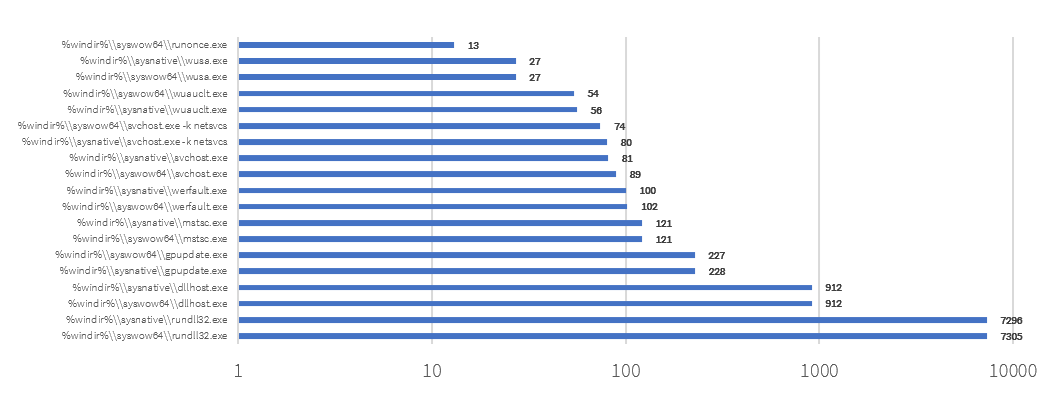 %windir%\\syswow64\\runonce.exe 13
%windir%\\sysnative\\wusa.exe 27
%windir%\\syswow64\\wusa.exe 27
%windir%\\syswow64\\wuauclt.exe 54
%windir%\\sysnative\\wuauclt.exe 56
%windir%\\syswow64\\svchost.exe -k netsvcs 74
%windir%\\sysnative\\svchost.exe -k netsvcs 80
%windir%\\sysnative\\svchost.exe 81
%windir%\\syswow64\\svchost.exe 89
%windir%\\sysnative\\werfault.exe 100
%windir%\\syswow64\\werfault.exe 102
%windir%\\sysnative\\mstsc.exe 121
%windir%\\syswow64\\mstsc.exe 121
%windir%\\syswow64\\gpupdate.exe 227
%windir%\\sysnative\\gpupdate.exe 228
%windir%\\sysnative\\dllhost.exe 912
%windir%\\syswow64\\dllhost.exe 912
%windir%\\sysnative\\rundll32.exe 7296
%windir%\\syswow64\\rundll32.exe 7305
1 10 100 1000 10000